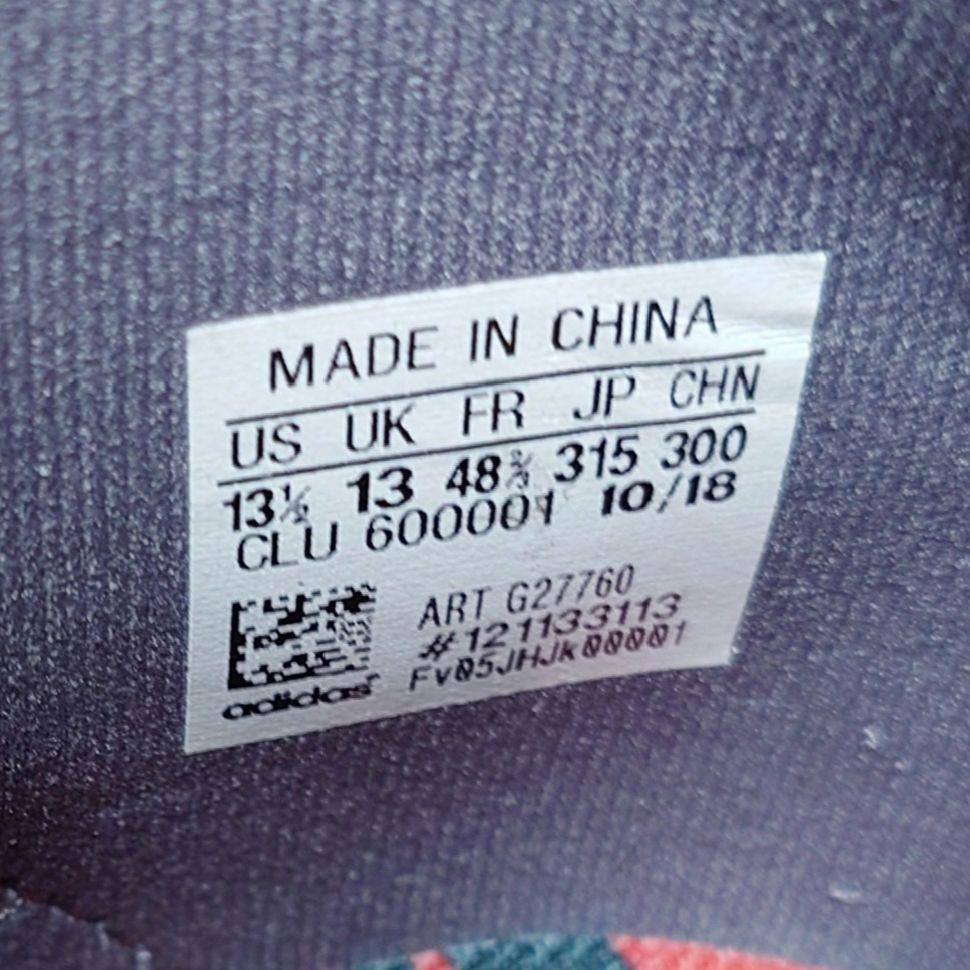 MADE IN CHINA
US UK FR JP CHN
13½ 13 48⅔ 315 300
CLU 600001 10/18
ART G27760
#121133113
Fv05JHJk00001
adidas